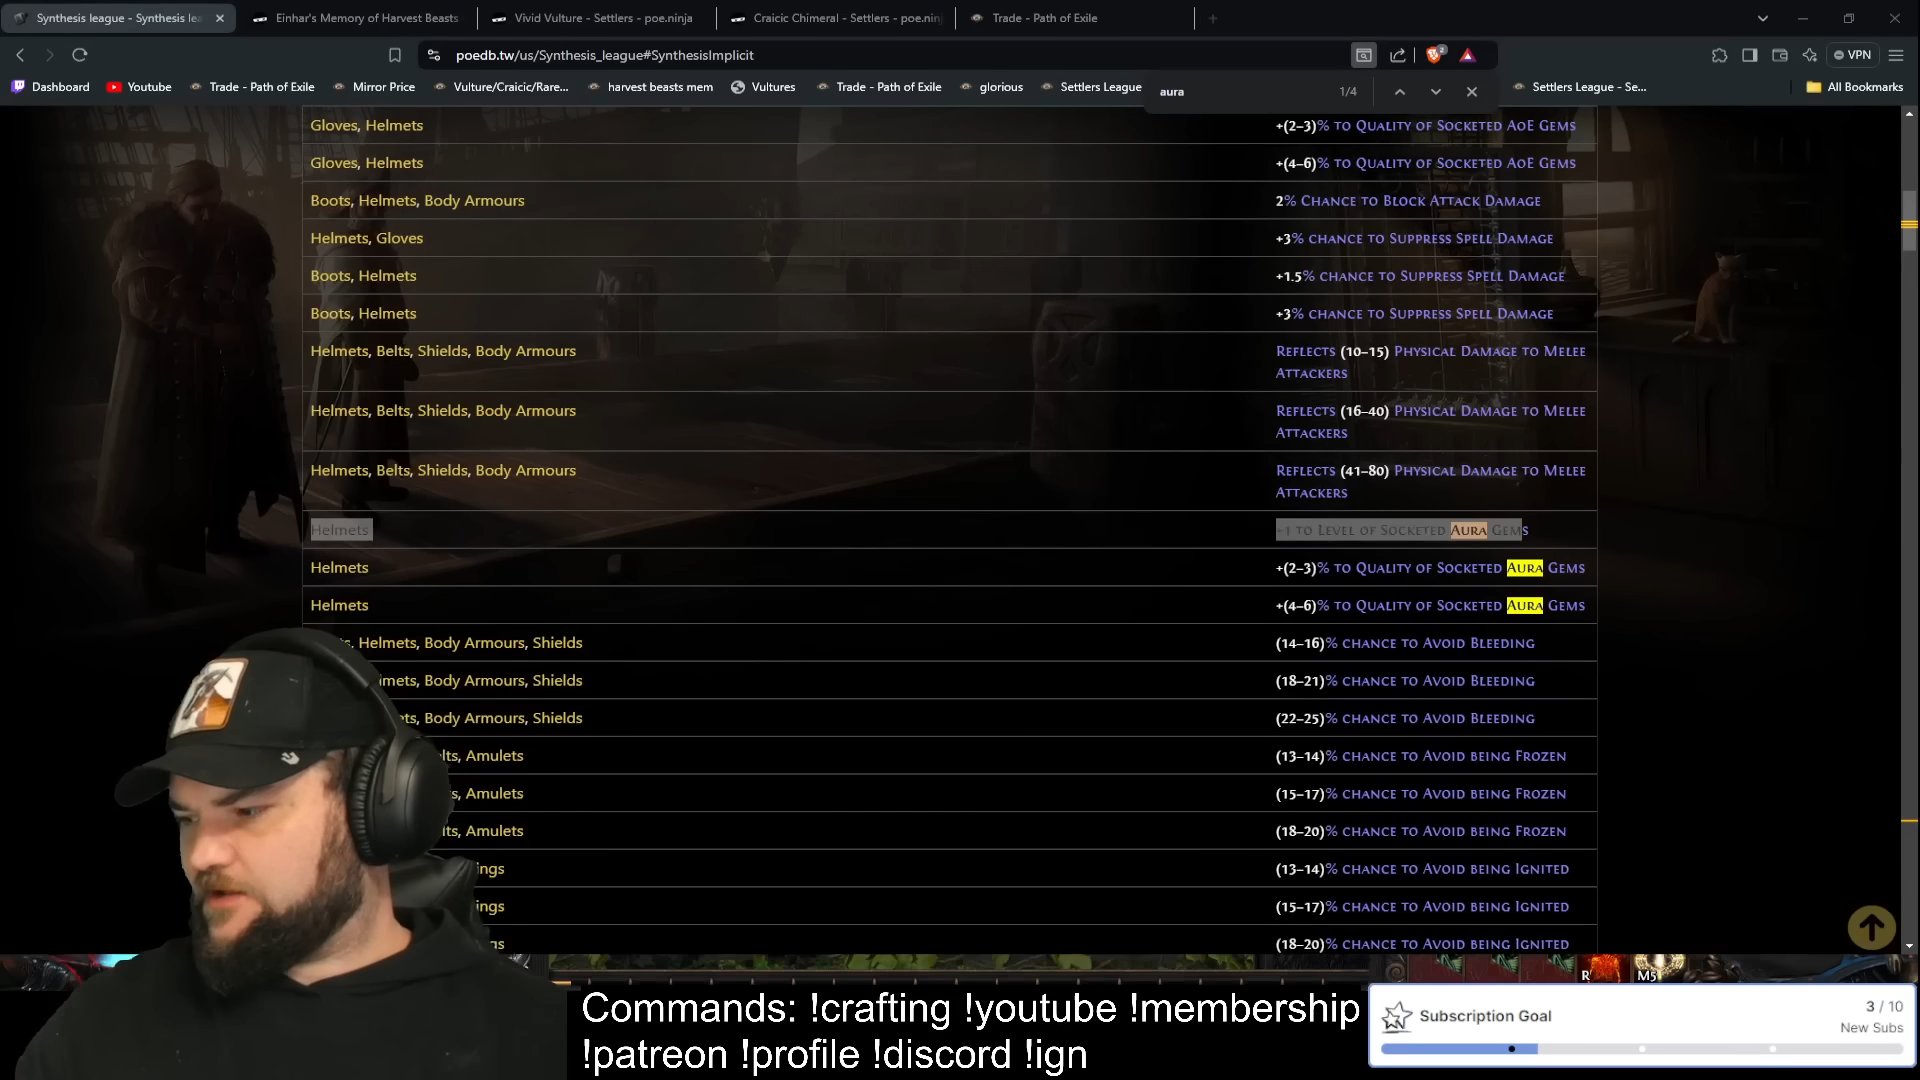 Synthesis league - Synthesis lea
Einhar's Memory of Harvest Beasts
Vivid Vulture - Settlers - poe.ninja
Craicic Chimeral - Settlers - poe.nin
Trade - Path of Exile
poedb.tw/us/Synthesis_league#SynthesisImplicit
2
VPN
Dashboard
Youtube
Trade - Path of Exile
Mirror Price
Vulture/Craicic/Rare...
harvest beasts mem
Vultures
Trade - Path of Exile
glorious
Settlers League
Settlers League - Se...
All Bookmarks
aura
1/4
Gloves, Helmets
+(2–3)% to Quality of Socketed AoE Gems
Gloves, Helmets
+(4–6)% to Quality of Socketed AoE Gems
Boots, Helmets, Body Armours
2% Chance to Block Attack Damage
Helmets, Gloves
+3% chance to Suppress Spell Damage
Boots, Helmets
+1.5% chance to Suppress Spell Damage
Boots, Helmets
+3% chance to Suppress Spell Damage
Helmets, Belts, Shields, Body Armours
Reflects (10–15) Physical Damage to Melee
Attackers
Helmets, Belts, Shields, Body Armours
Reflects (16–40) Physical Damage to Melee
Attackers
Helmets, Belts, Shields, Body Armours
Reflects (41–80) Physical Damage to Melee
Attackers
Helmets
+1 to Level of Socketed Aura Gems
Helmets
+(2–3)% to Quality of Socketed Aura Gems
Helmets
+(4–6)% to Quality of Socketed Aura Gems
Helmets, Body Armours, Shields
(14–16)% chance to Avoid Bleeding
Body Armours, Shields
(18–21)% chance to Avoid Bleeding
Body Armours, Shields
(22–25)% chance to Avoid Bleeding
Amulets
(13–14)% chance to Avoid being Frozen
Amulets
(15–17)% chance to Avoid being Frozen
Amulets
(18–20)% chance to Avoid being Frozen
(13–14)% chance to Avoid being Ignited
(15–17)% chance to Avoid being Ignited
(18–20)% chance to Avoid being Ignited
R
M5
Commands: !crafting !youtube !membership
!patreon !profile !discord !ign
Subscription Goal
3 / 10
New Subs